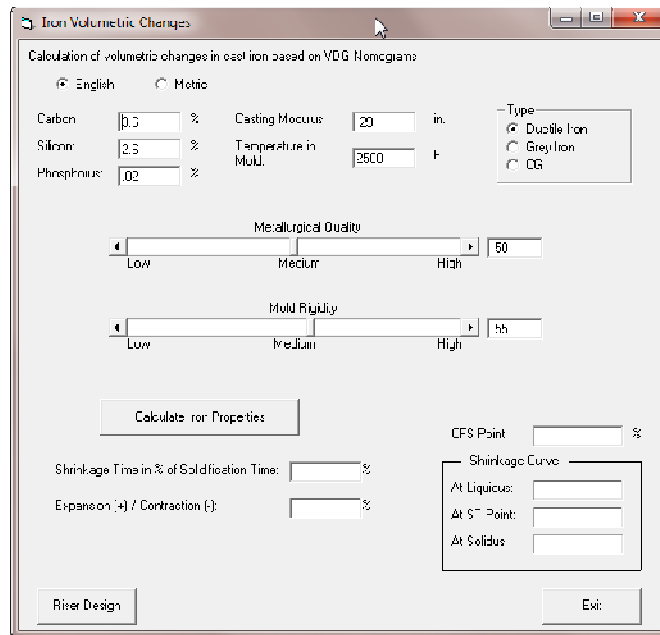 Iron Volumetric Changes
Calculation of volumetric changes in cast iron based on VDG Nomograms
English Metric
Carbon: 3.6 % Casting Modulus: .20 in.
Silicon: 2.6 % Temperature in Mold: 2500 F
Phosphorus: .02 %
Type
Ductile Iron
Grey Iron
CG
Metallurgical Quality
50
Low Medium High
Mold Rigidity
55
Low Medium High
Calculate Iron Properties
CFS Point %
Shrinkage Time in % of Solidification Time: %
Expansion (+) / Contraction (-): %
Shrinkage Curve
At Liquidus:
At ST Point:
At Solidus
Riser Design
Exit